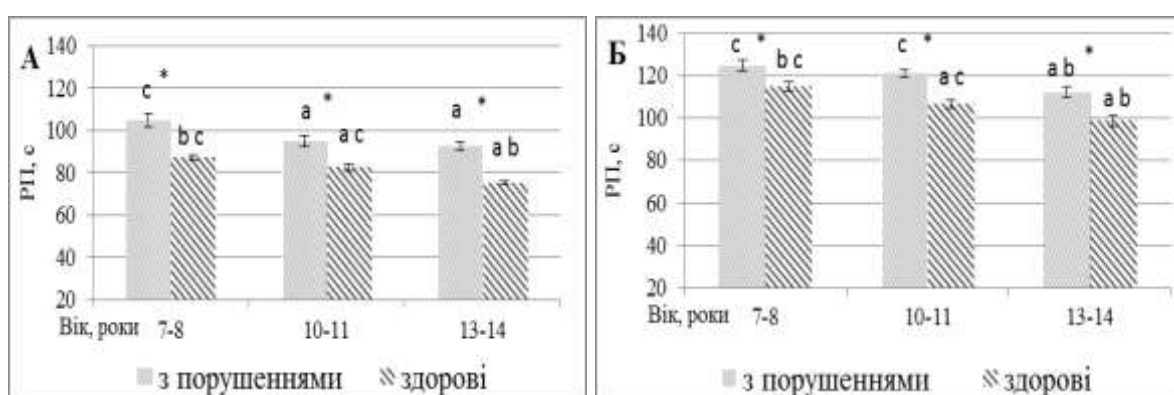 А
РП, с
140
120
100
80
60
40
20
c *
b c
a *
a c
a *
a b
Вік, роки
7-8
10-11
13-14
з порушеннями
здорові
Б
РП, с
140
120
100
80
60
40
20
c *
b c
c *
a c
a b *
a b
Вік, роки
7-8
10-11
13-14
з порушеннями
здорові